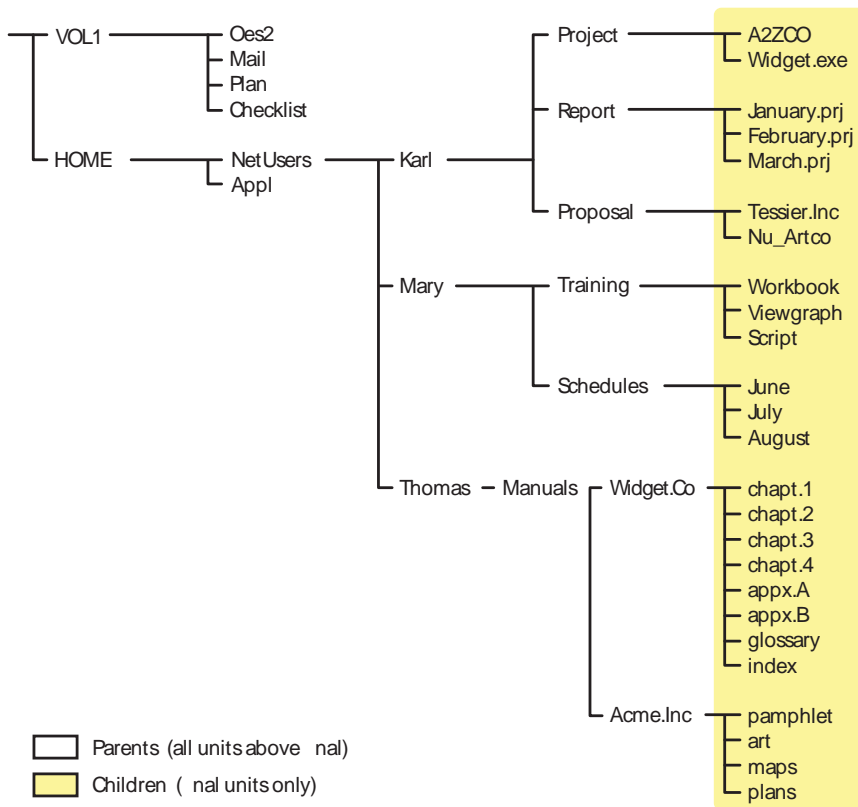 VOL1 Oes2 Project A2ZCO
Mail Widget.exe
Plan
Checklist Report January.prj
February.prj
HOME NetUsers Karl March.prj
Appl
Proposal Tessier.Inc
Nu_Artco
Mary Training Workbook
Viewgraph
Script
Schedules June
July
August
Thomas Manuals Widget.Co chapt.1
chapt.2
chapt.3
chapt.4
appx.A
appx.B
glossary
index
Acme.Inc pamphlet
art
maps
plans
Parents (all units above nal)
Children ( nal units only)